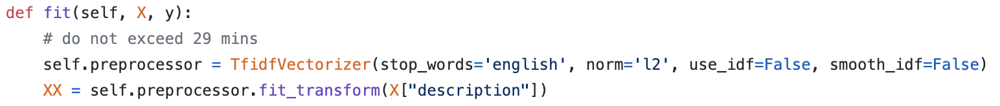 def fit(self, X, y):
    # do not exceed 29 mins
    self.preprocessor = TfidfVectorizer(stop_words='english', norm='l2', use_idf=False, smooth_idf=False)
    XX = self.preprocessor.fit_transform(X["description"])